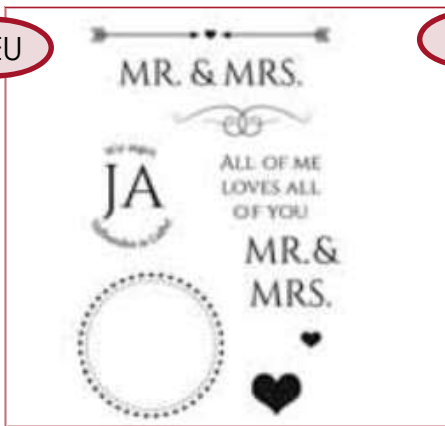 EU
MR. & MRS.
JA
ALL OF ME
LOVES ALL
OF YOU
MR. &
MRS.